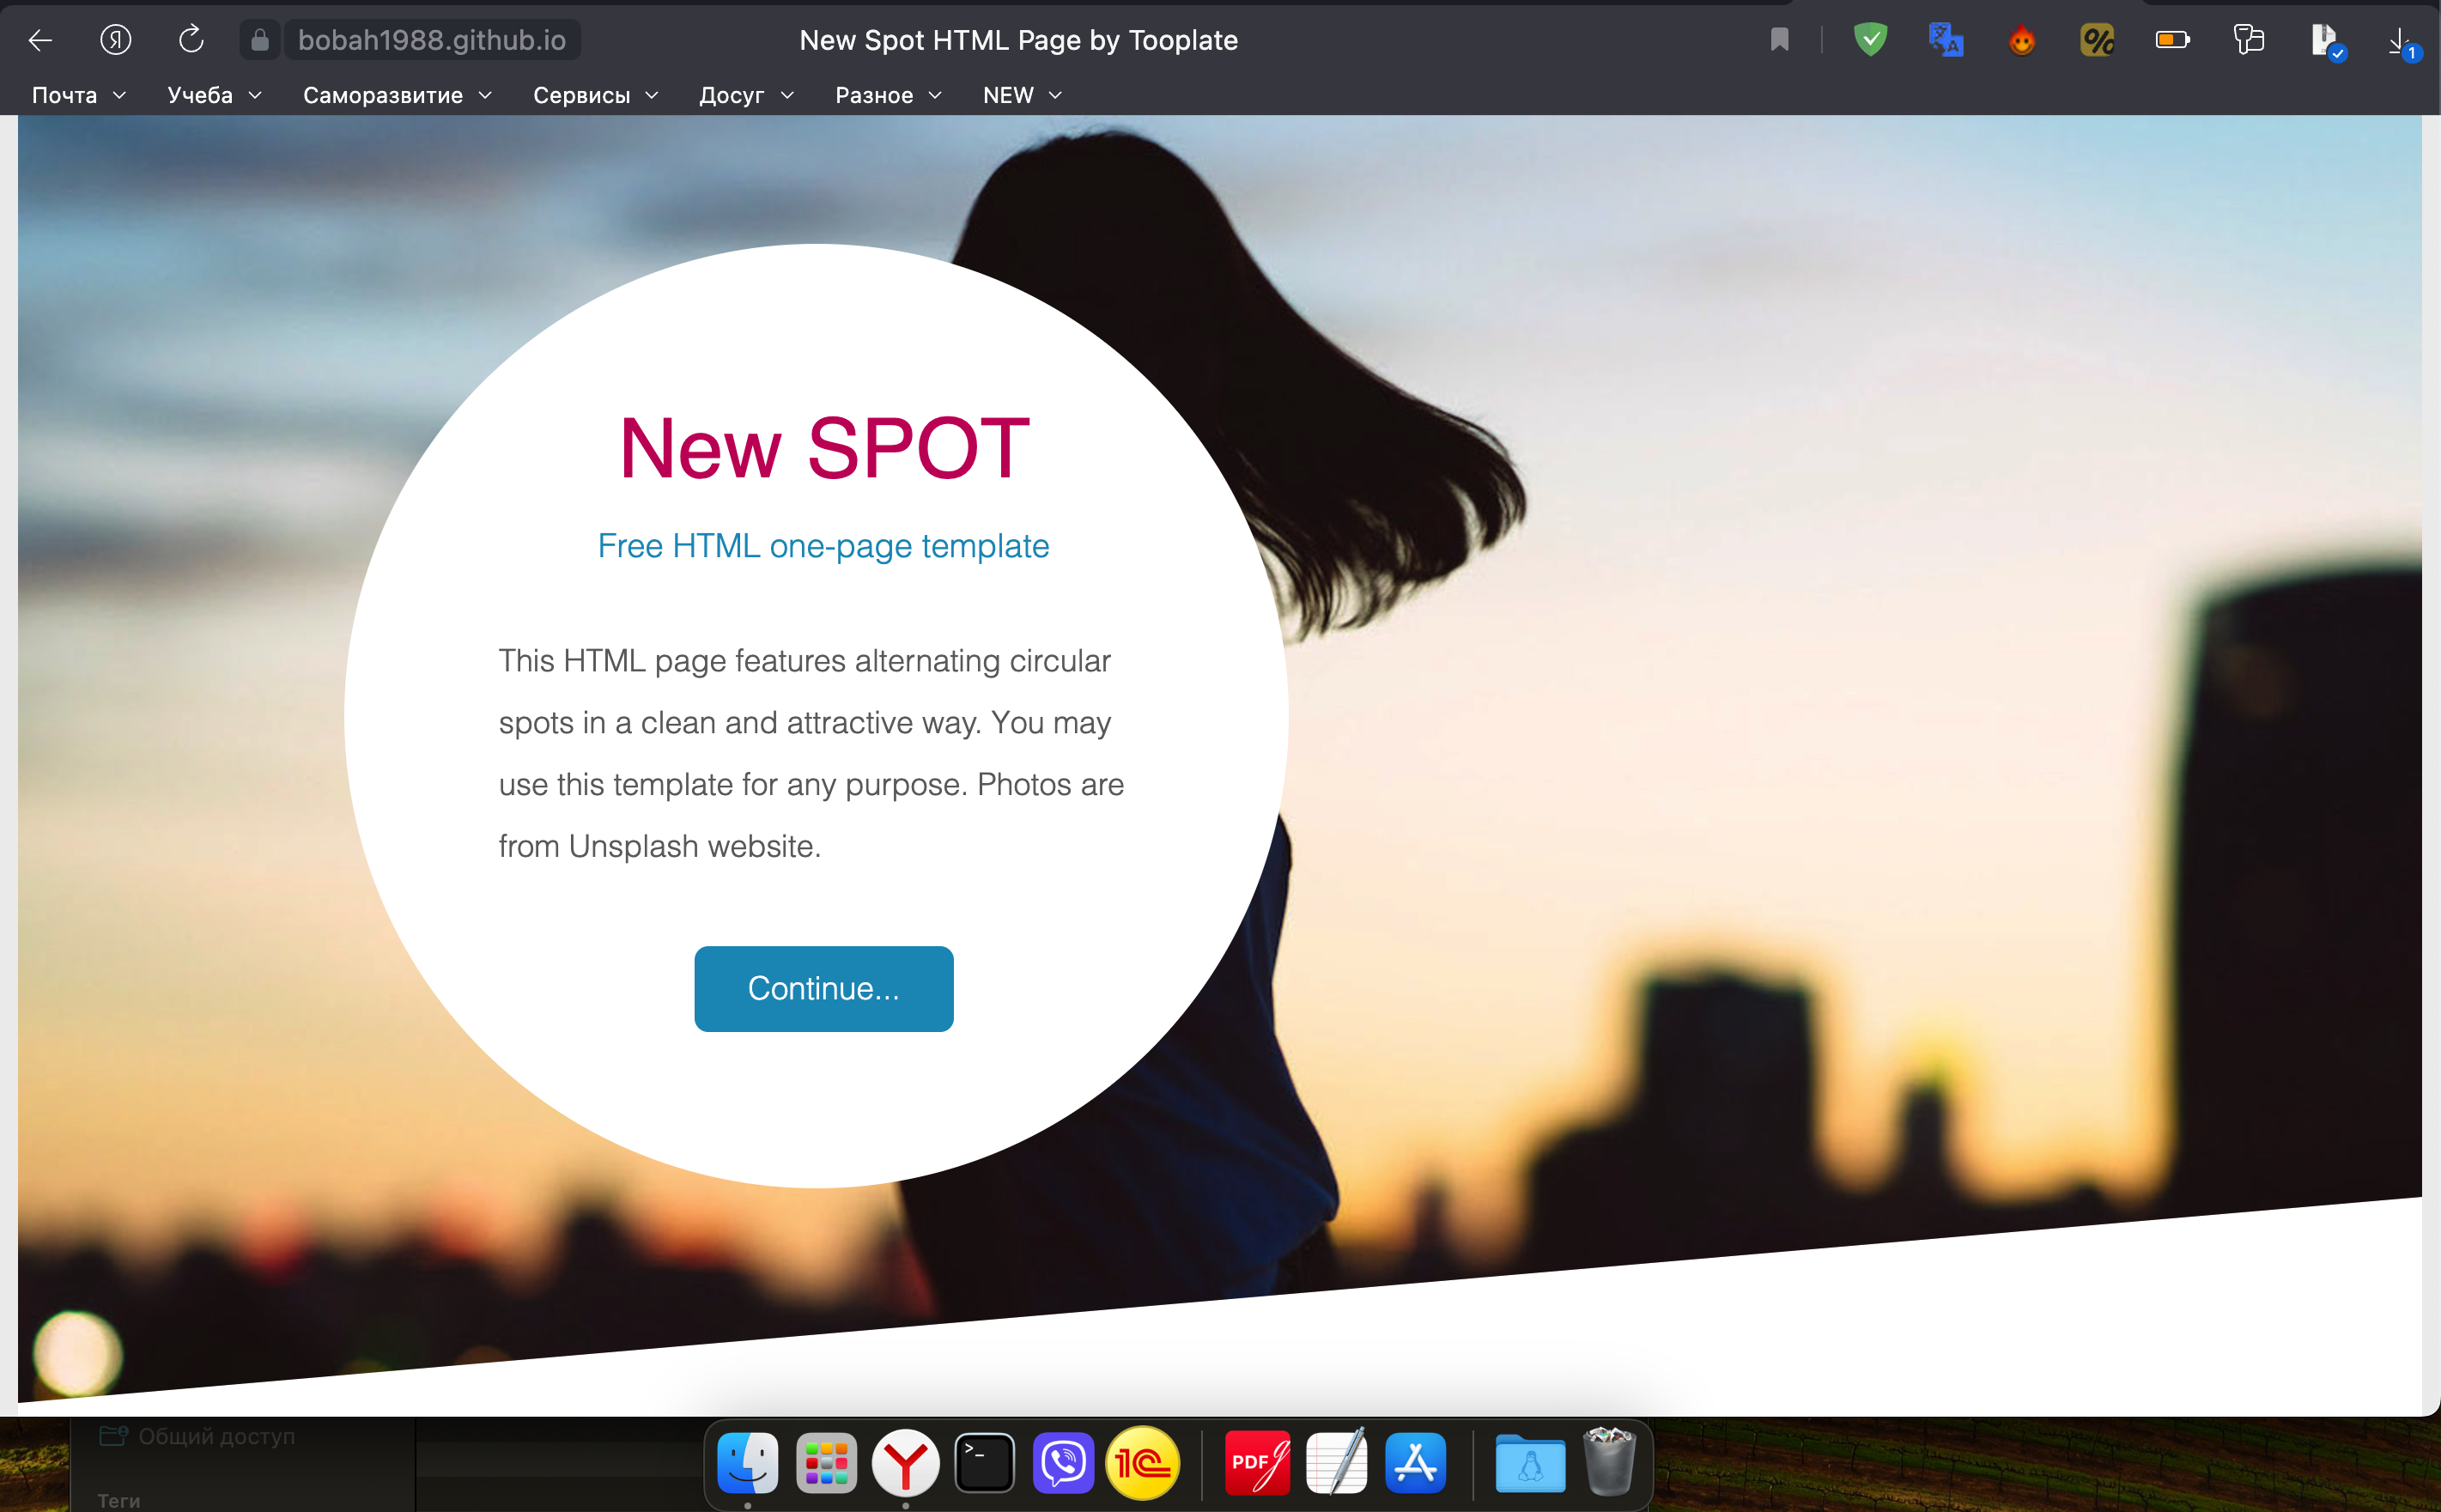 bobah1988.github.io
New Spot HTML Page by Tooplate
1
Почта
Учеба
Саморазвитие
Сервисы
Досуг
Разное
NEW
New SPOT
Free HTML one-page template
This HTML page features alternating circular
spots in a clean and attractive way. You may
use this template for any purpose. Photos are
from Unsplash website.
Continue...
Общий доступ
Теги
>_
1С
PDF